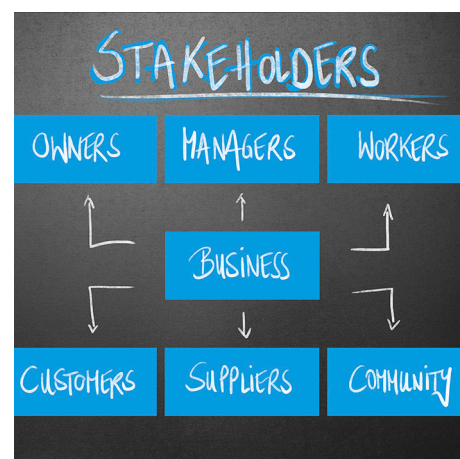 STAKEHOLDERS
OWNERS MANAGERS WORKERS
BUSINESS
CUSTOMERS SUPPLIERS COMMUNITY